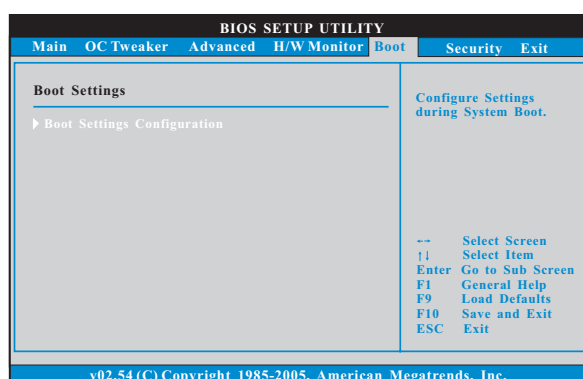 BIOS SETUP UTILITY
Main OC Tweaker Advanced H/W Monitor Boot Security Exit
Boot Settings
Boot Settings Configuration
Configure Settings
during System Boot.
←→ Select Screen
↑↓ Select Item
Enter Go to Sub Screen
F1 General Help
F9 Load Defaults
F10 Save and Exit
ESC Exit
v02.54 (C) Copyright 1985-2005, American Megatrends, Inc.